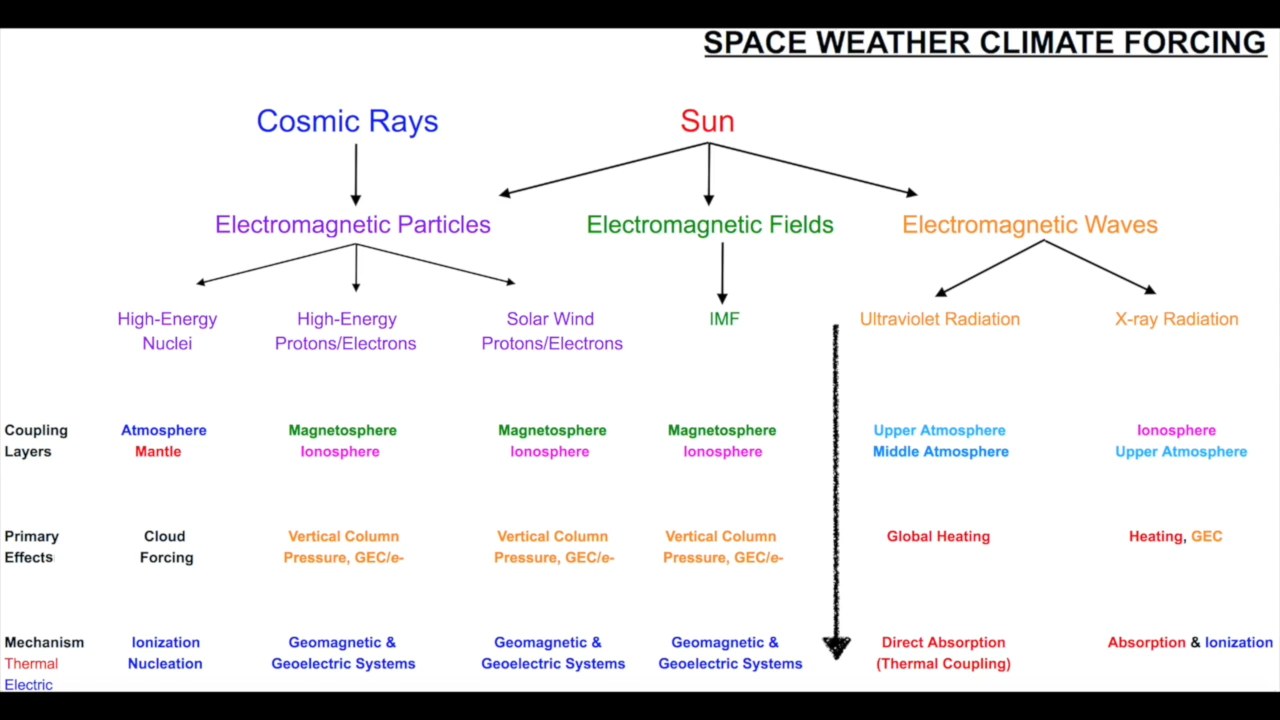 SPACE WEATHER CLIMATE FORCING
Cosmic Rays
Sun
Electromagnetic Particles
Electromagnetic Fields
Electromagnetic Waves
High-Energy
Nuclei
High-Energy
Protons/Electrons
Solar Wind
Protons/Electrons
IMF
Ultraviolet Radiation
X-ray Radiation
Coupling
Layers
Atmosphere
Mantle
Magnetosphere
Ionosphere
Magnetosphere
Ionosphere
Magnetosphere
Ionosphere
Upper Atmosphere
Middle Atmosphere
Ionosphere
Upper Atmosphere
Primary
Effects
Cloud
Forcing
Vertical Column
Pressure, GEC/e-
Vertical Column
Pressure, GEC/e-
Vertical Column
Pressure, GEC/e-
Global Heating
Heating, GEC
Mechanism
Thermal
Electric
Ionization
Nucleation
Geomagnetic &
Geoelectric Systems
Geomagnetic &
Geoelectric Systems
Geomagnetic &
Geoelectric Systems
Direct Absorption
(Thermal Coupling)
Absorption & Ionization